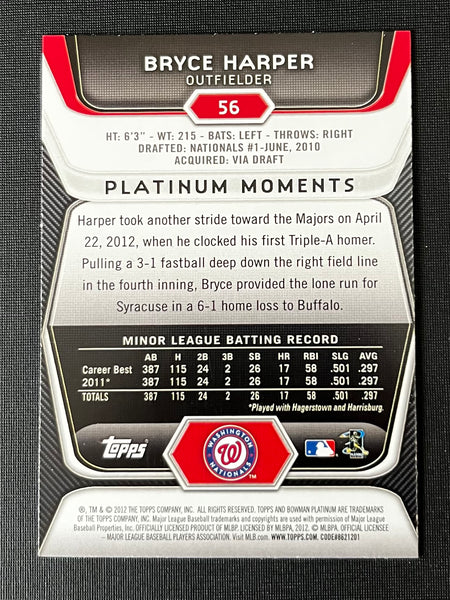 BRYCE HARPER
OUTFIELDER
56
HT: 6'3" - WT: 215 - BATS: LEFT - THROWS: RIGHT
DRAFTED: NATIONALS #1-JUNE, 2010
ACQUIRED: VIA DRAFT
PLATINUM MOMENTS
Harper took another stride toward the Majors on April
22, 2012, when he clocked his first Triple-A homer.
Pulling a 3-1 fastball deep down the right field line
in the fourth inning, Bryce provided the lone run for
Syracuse in a 6-1 home loss to Buffalo.
MINOR LEAGUE BATTING RECORD
AB H 2B 3B SB HR RBI SLG AVG
Career Best 387 115 24 2 26 17 58 .501 .297
2011* 387 115 24 2 26 17 58 .501 .297
TOTALS 387 115 24 2 26 17 58 .501 .297
*Played with Hagerstown and Harrisburg.
Topps
WASHINGTON
W
NATIONALS
TM
®, TM & © 2012 THE TOPPS COMPANY, INC. ALL RIGHTS RESERVED. TOPPS AND BOWMAN PLATINUM ARE TRADEMARKS
OF THE TOPPS COMPANY, INC. Major League Baseball trademarks and copyrights are used with permission of Major League
Baseball Properties, Inc. OFFICIALLY LICENSED PRODUCT OF MLBP. LICENSED BY MLBPA, 2012. © MLBPA. OFFICIAL LICENSEE
– MAJOR LEAGUE BASEBALL PLAYERS ASSOCIATION. Visit MLB.com. WWW.TOPPS.COM. CODE#8621201